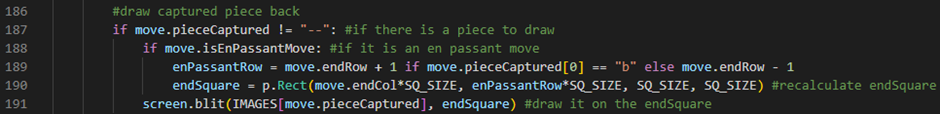 186 #draw captured piece back
187 if move.pieceCaptured != "--": #if there is a piece to draw
188 if move.isEnPassantMove: #if it is an en passant move
189 enPassantRow = move.endRow + 1 if move.pieceCaptured[0] == "b" else move.endRow - 1
190 endSquare = p.Rect(move.endCol*SQ_SIZE, enPassantRow*SQ_SIZE, SQ_SIZE, SQ_SIZE) #recalculate endSquare
191 screen.blit(IMAGES[move.pieceCaptured], endSquare) #draw it on the endSquare